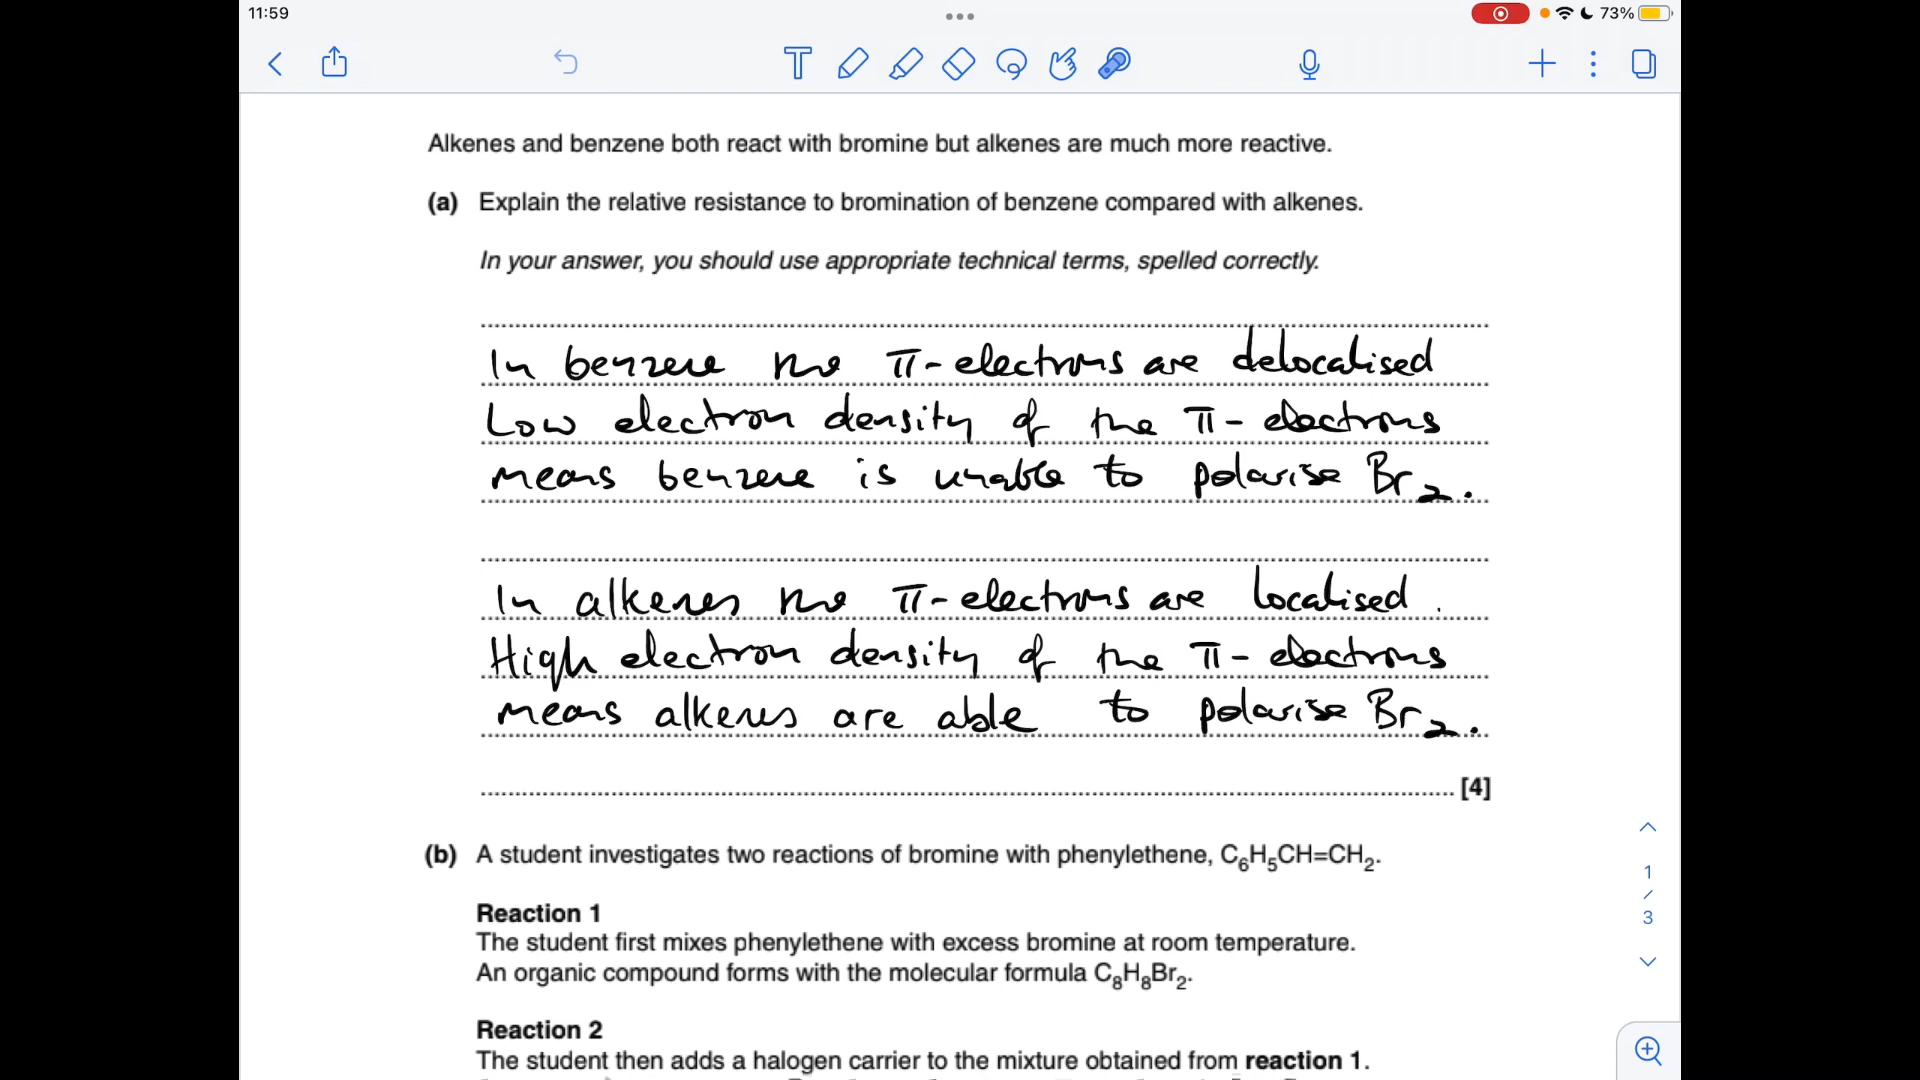 11:59
73%
T
Alkenes and benzene both react with bromine but alkenes are much more reactive.
(a) Explain the relative resistance to bromination of benzene compared with alkenes.
In your answer, you should use appropriate technical terms, spelled correctly.
In benzene the π-electrons are delocalised
Low electron density of the π-electrons
means benzene is unable to polarise Br₂.
In alkenes the π-electrons are localised.
High electron density of the π-electrons
means alkenes are able to polarise Br₂.
[4]
(b) A student investigates two reactions of bromine with phenylethene, C₆H₅CH=CH₂.
Reaction 1
The student first mixes phenylethene with excess bromine at room temperature.
An organic compound forms with the molecular formula C₈H₈Br₂.
Reaction 2
The student then adds a halogen carrier to the mixture obtained from reaction 1.
1
/
3